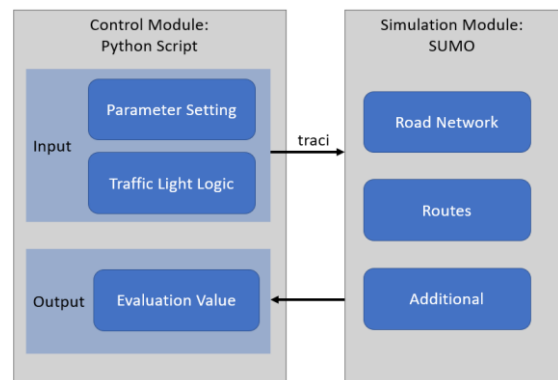 Control Module:
Python Script
Input
Parameter Setting
Traffic Light Logic
Output
Evaluation Value
traci
Simulation Module:
SUMO
Road Network
Routes
Additional